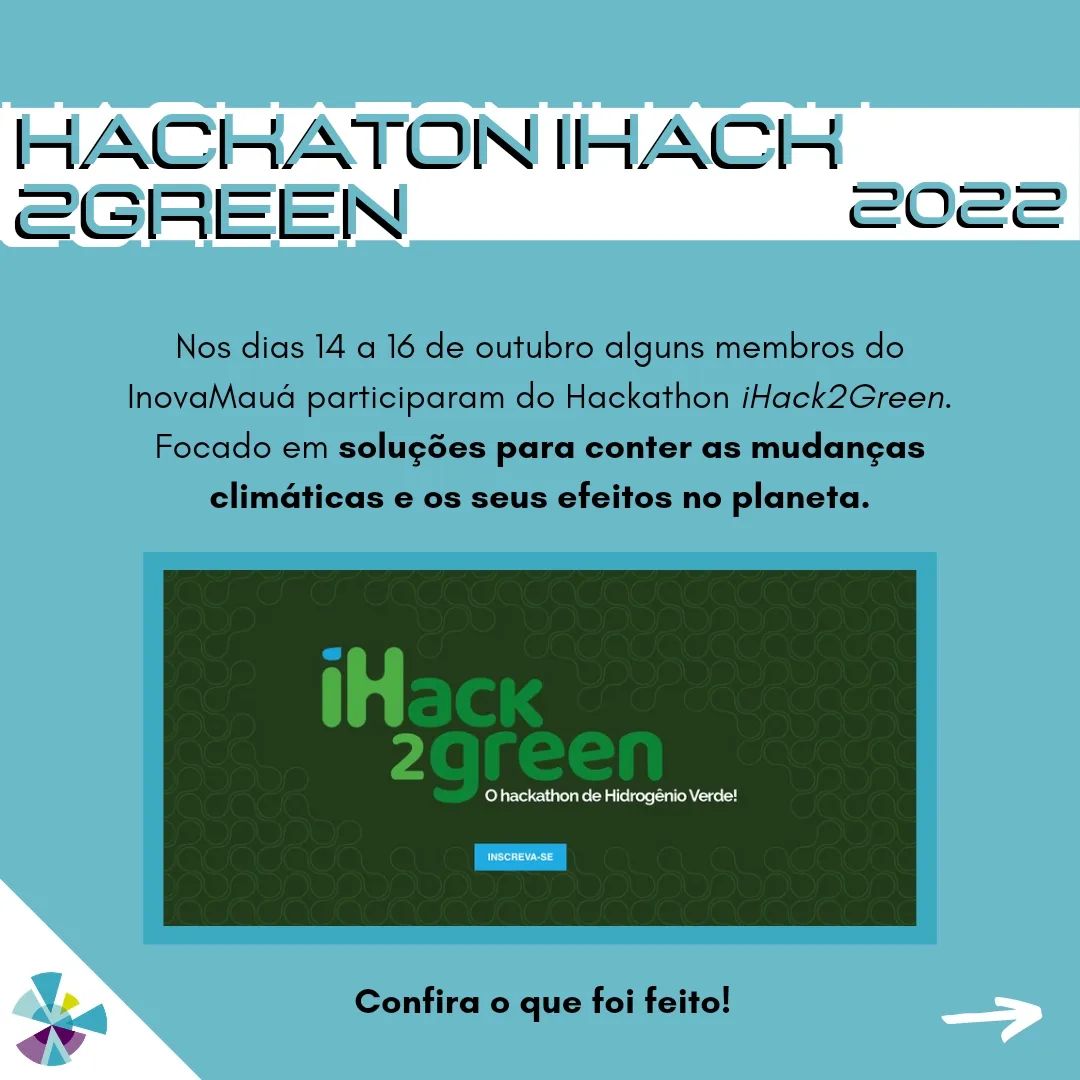 HACKATON IHACK
2GREEN
2022
Nos dias 14 a 16 de outubro alguns membros do
InovaMauá participaram do Hackathon iHack2Green.
Focado em soluções para conter as mudanças
climáticas e os seus efeitos no planeta.
iHack
2green
O hackathon de Hidrogênio Verde!
INSCREVA-SE
Confira o que foi feito!